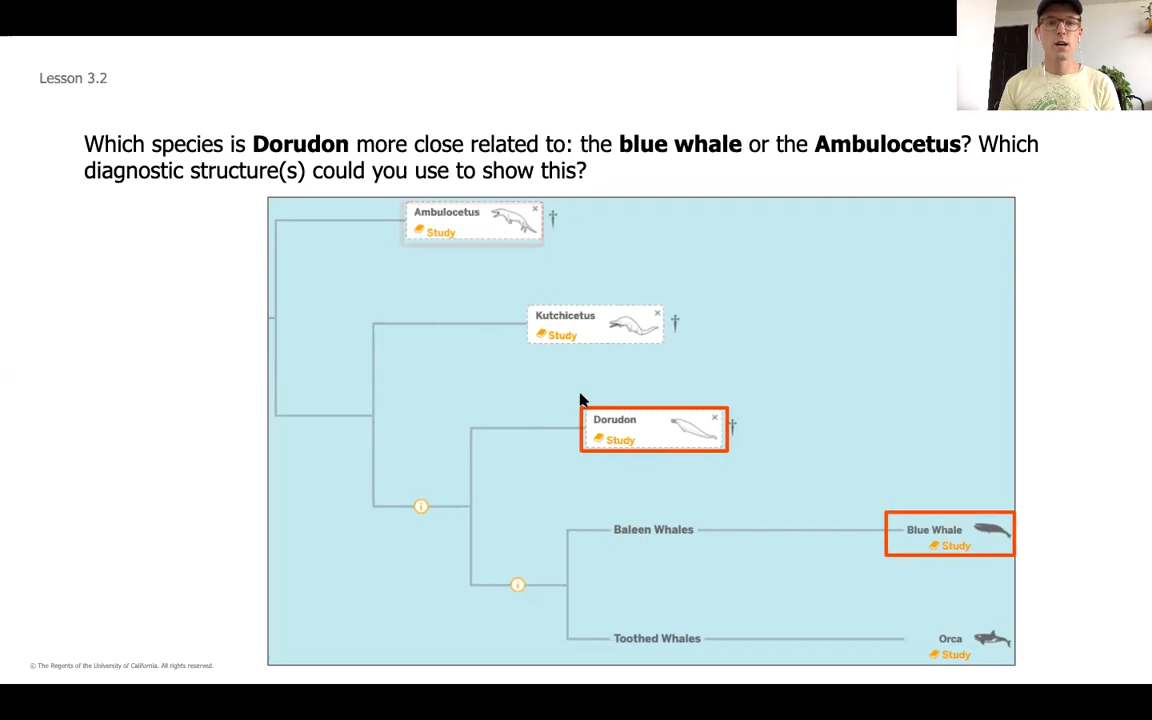 Lesson 3.2
Which species is Dorudon more close related to: the blue whale or the Ambulocetus? Which
diagnostic structure(s) could you use to show this?
Ambulocetus × †
Study
Kutchicetus × †
Study
Dorudon × †
Study
i
Baleen Whales
Blue Whale
Study
i
Toothed Whales
Orca
Study
© The Regents of the University of California. All rights reserved.